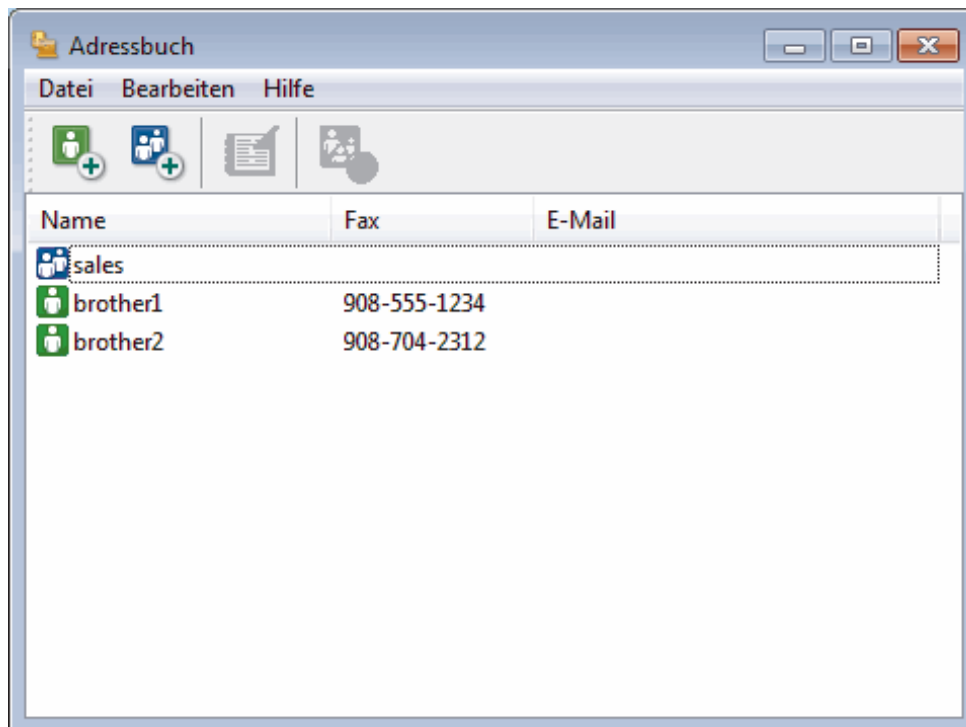 Adressbuch
Datei Bearbeiten Hilfe
Name Fax E-Mail
sales
brother1 908-555-1234
brother2 908-704-2312